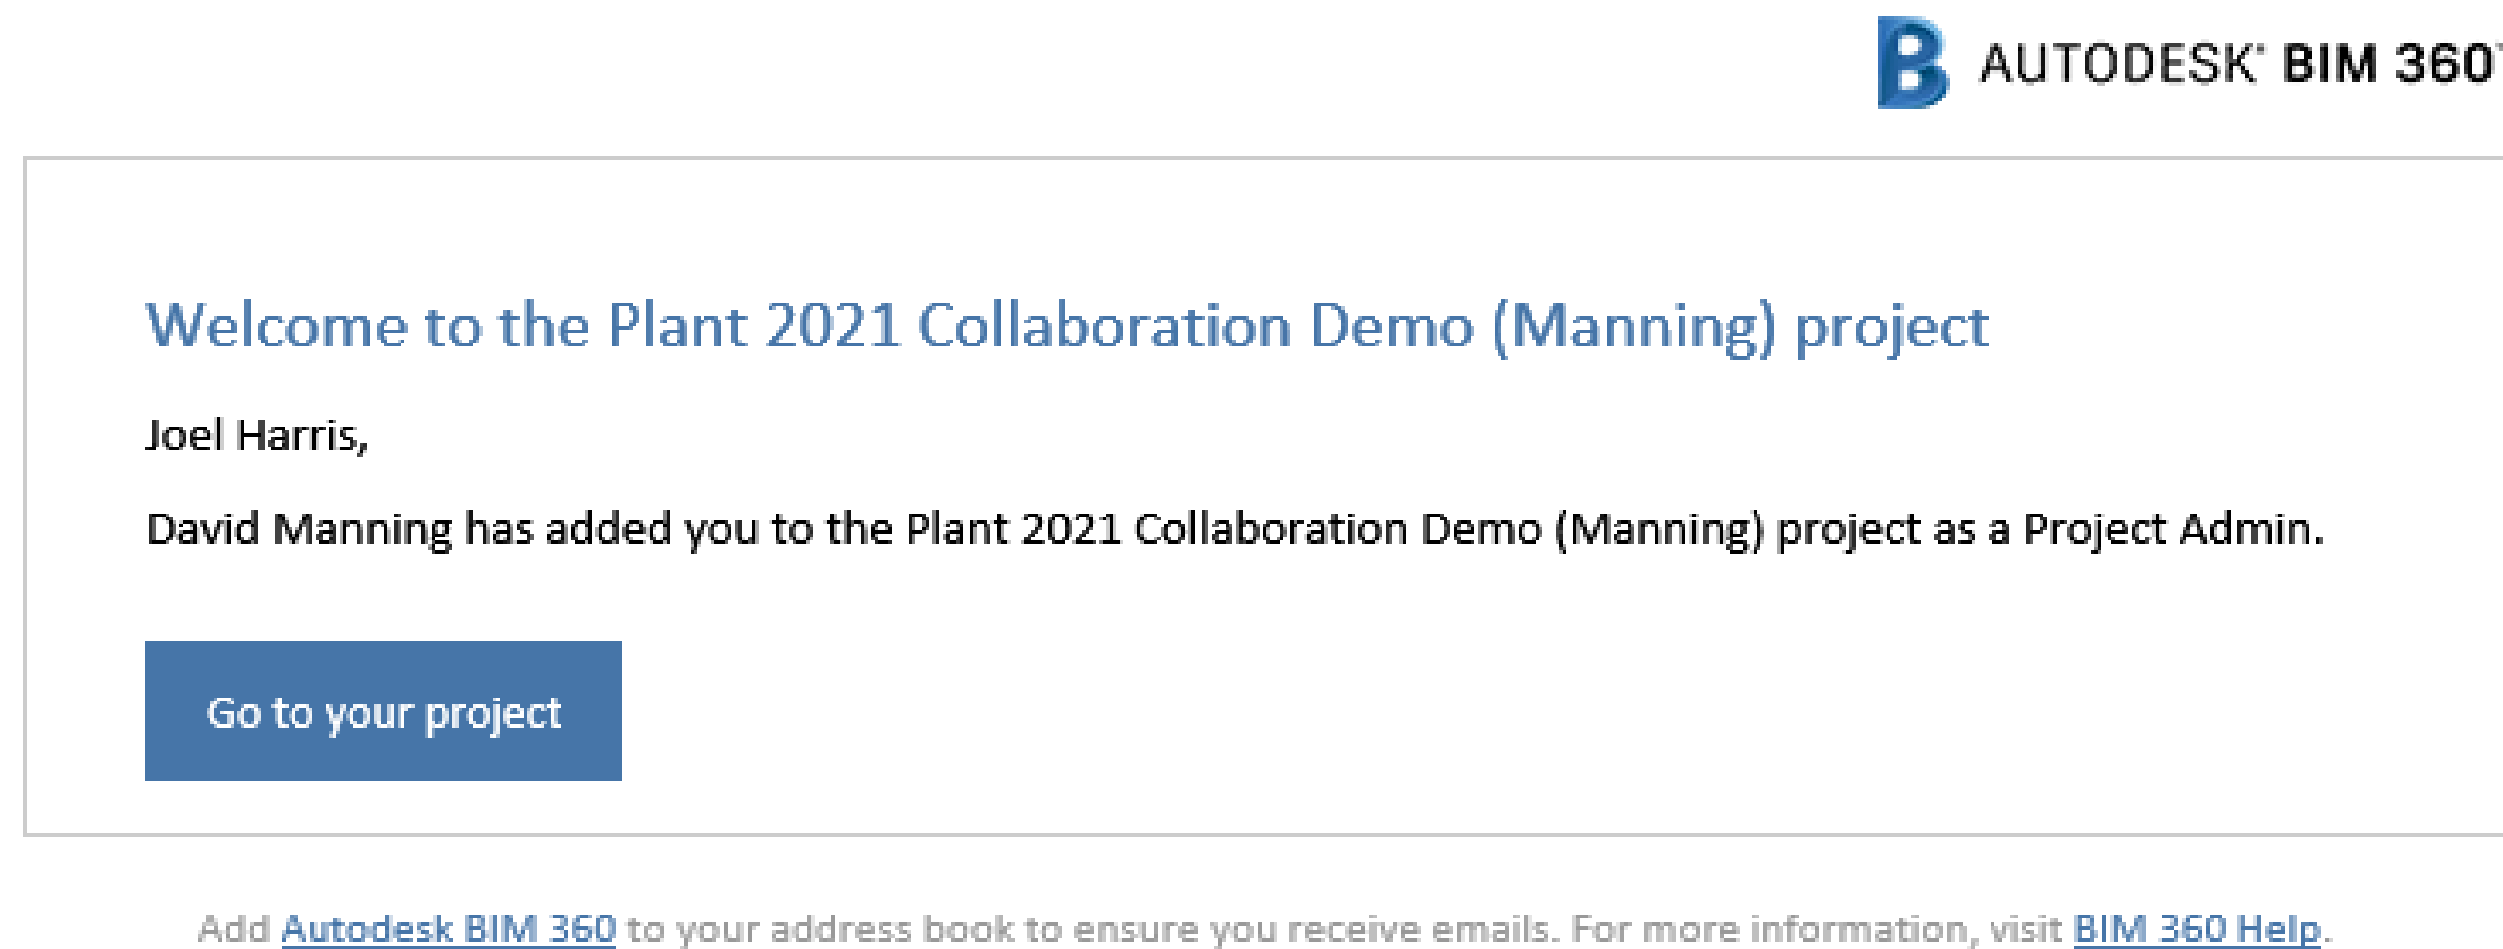 AUTODESK® BIM 360™
Welcome to the Plant 2021 Collaboration Demo (Manning) project
Joel Harris,
David Manning has added you to the Plant 2021 Collaboration Demo (Manning) project as a Project Admin.
Go to your project
Add Autodesk BIM 360 to your address book to ensure you receive emails. For more information, visit BIM 360 Help.